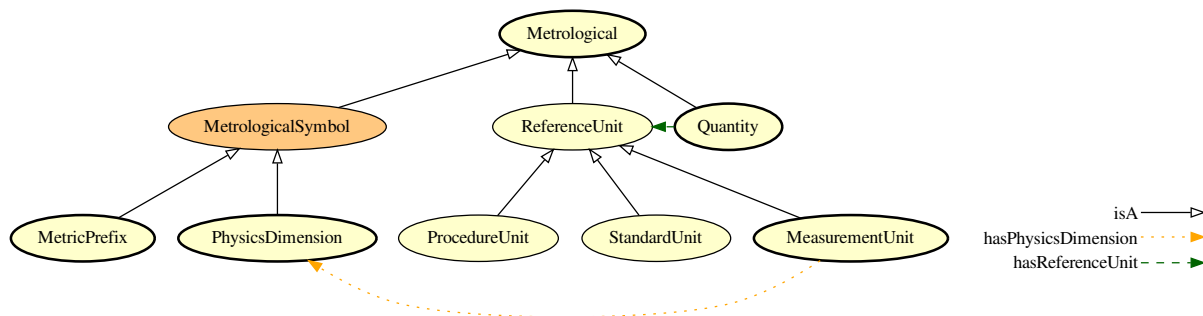 Metrological
MetrologicalSymbol
ReferenceUnit
Quantity
MetricPrefix
PhysicsDimension
ProcedureUnit
StandardUnit
MeasurementUnit
isA
hasPhysicsDimension
hasReferenceUnit